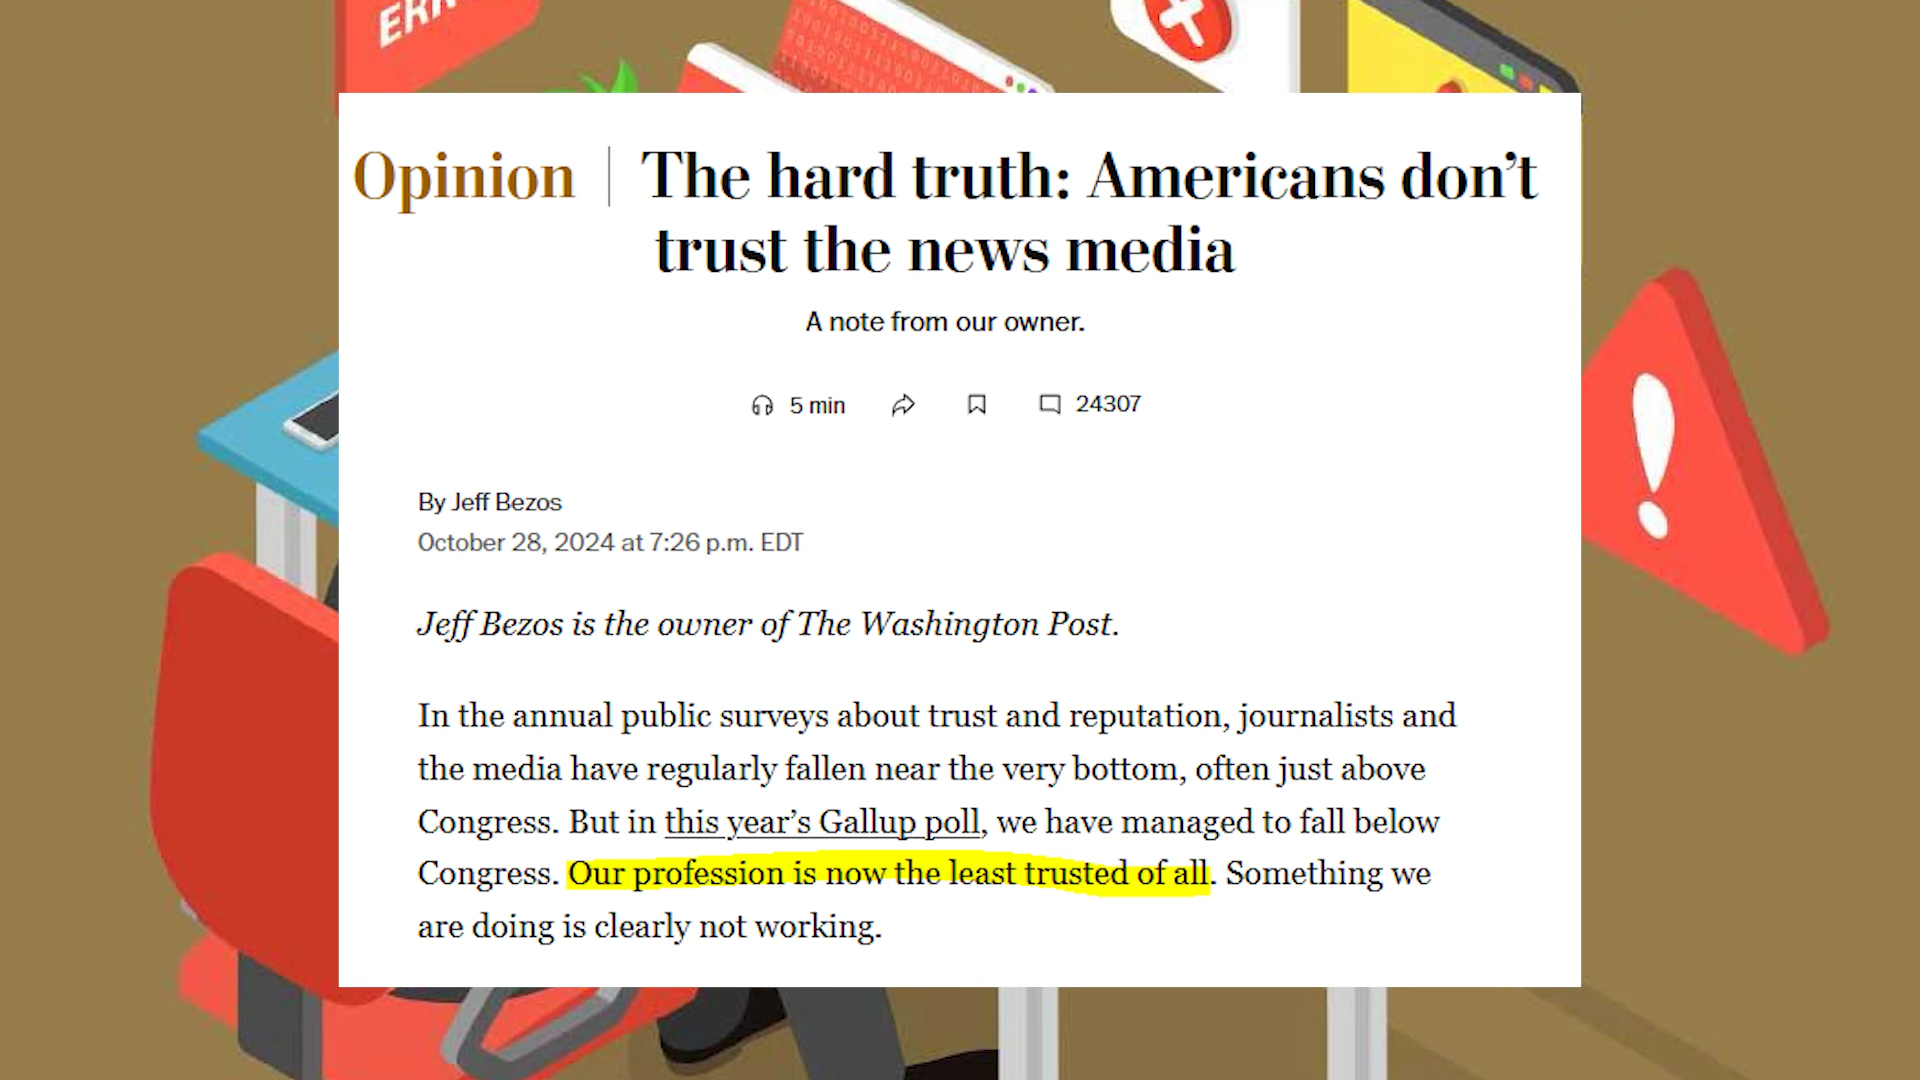 Opinion | The hard truth: Americans don’t
trust the news media
A note from our owner.
5 min 24307
By Jeff Bezos
October 28, 2024 at 7:26 p.m. EDT
Jeff Bezos is the owner of The Washington Post.
In the annual public surveys about trust and reputation, journalists and
the media have regularly fallen near the very bottom, often just above
Congress. But in this year’s Gallup poll, we have managed to fall below
Congress. Our profession is now the least trusted of all. Something we
are doing is clearly not working.